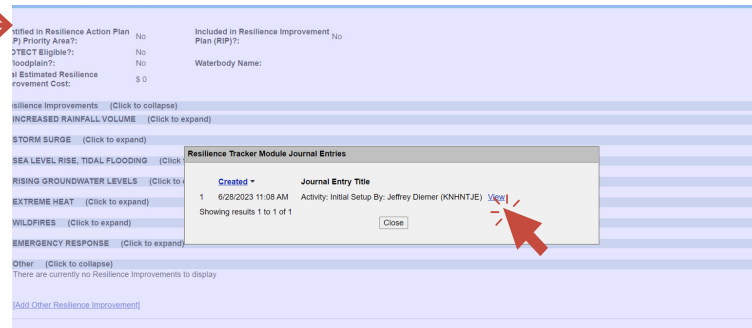 ntified in Resilience Action Plan No Included in Resilience Improvement No
P) Priority Area?: Plan (RIP)?:
OTECT Eligible?: No
loodplain?: No Waterbody Name:
al Estimated Resilience $ 0
rovement Cost:
esilience Improvements (Click to collapse)
INCREASED RAINFALL VOLUME (Click to expand)
STORM SURGE (Click to expand)
Resilience Tracker Module Journal Entries
SEA LEVEL RISE, TIDAL FLOODING (Click
RISING GROUNDWATER LEVELS (Click to
Created Journal Entry Title
EXTREME HEAT (Click to expand)
1 6/28/2023 11:08 AM Activity: Initial Setup By: Jeffrey Diemer (KNHNTJE) View
Showing results 1 to 1 of 1
WILDFIRES (Click to expand)
Close
EMERGENCY RESPONSE (Click to expand)
Other (Click to collapse)
There are currently no Resilience Improvements to display
[Add Other Resilience Improvement]